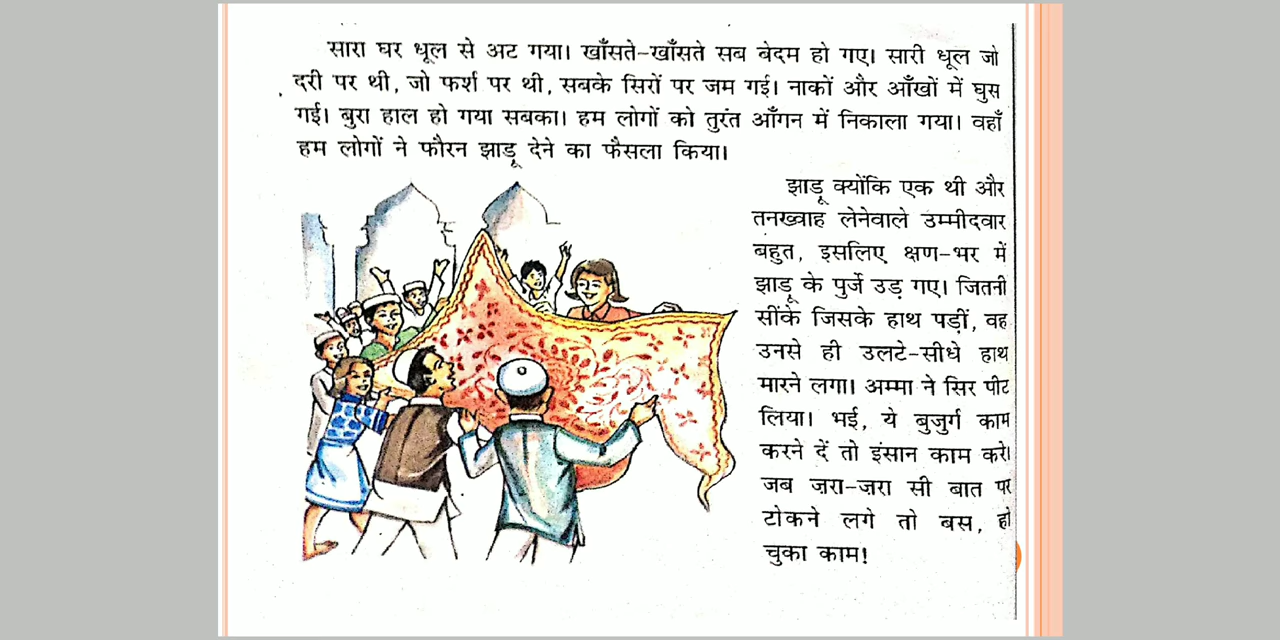 सारा घर धूल से अट गया। खाँसते-खाँसते सब बेदम हो गए। सारी धूल जो
दरी पर थी, जो फर्श पर थी, सबके सिरों पर जम गई। नाकों और आँखों में घुस
गई। बुरा हाल हो गया सबका। हम लोगों को तुरंत आँगन में निकाला गया। वहाँ
हम लोगों ने फौरन झाड़ू देने का फैसला किया।
झाड़ू क्योंकि एक थी और
तनख्वाह लेनेवाले उम्मीदवार
बहुत, इसलिए क्षण-भर में
झाड़ू के पुर्जे उड़ गए। जितनी
सींकें जिसके हाथ पड़ीं, वह
उनसे ही उलटे-सीधे हाथ
मारने लगा। अम्मा ने सिर पीट
लिया। भई, ये बुजुर्ग काम
करने दें तो इंसान काम करे।
जब ज़रा-ज़रा सी बात पर
टोकने लगे तो बस, हो
चुका काम!